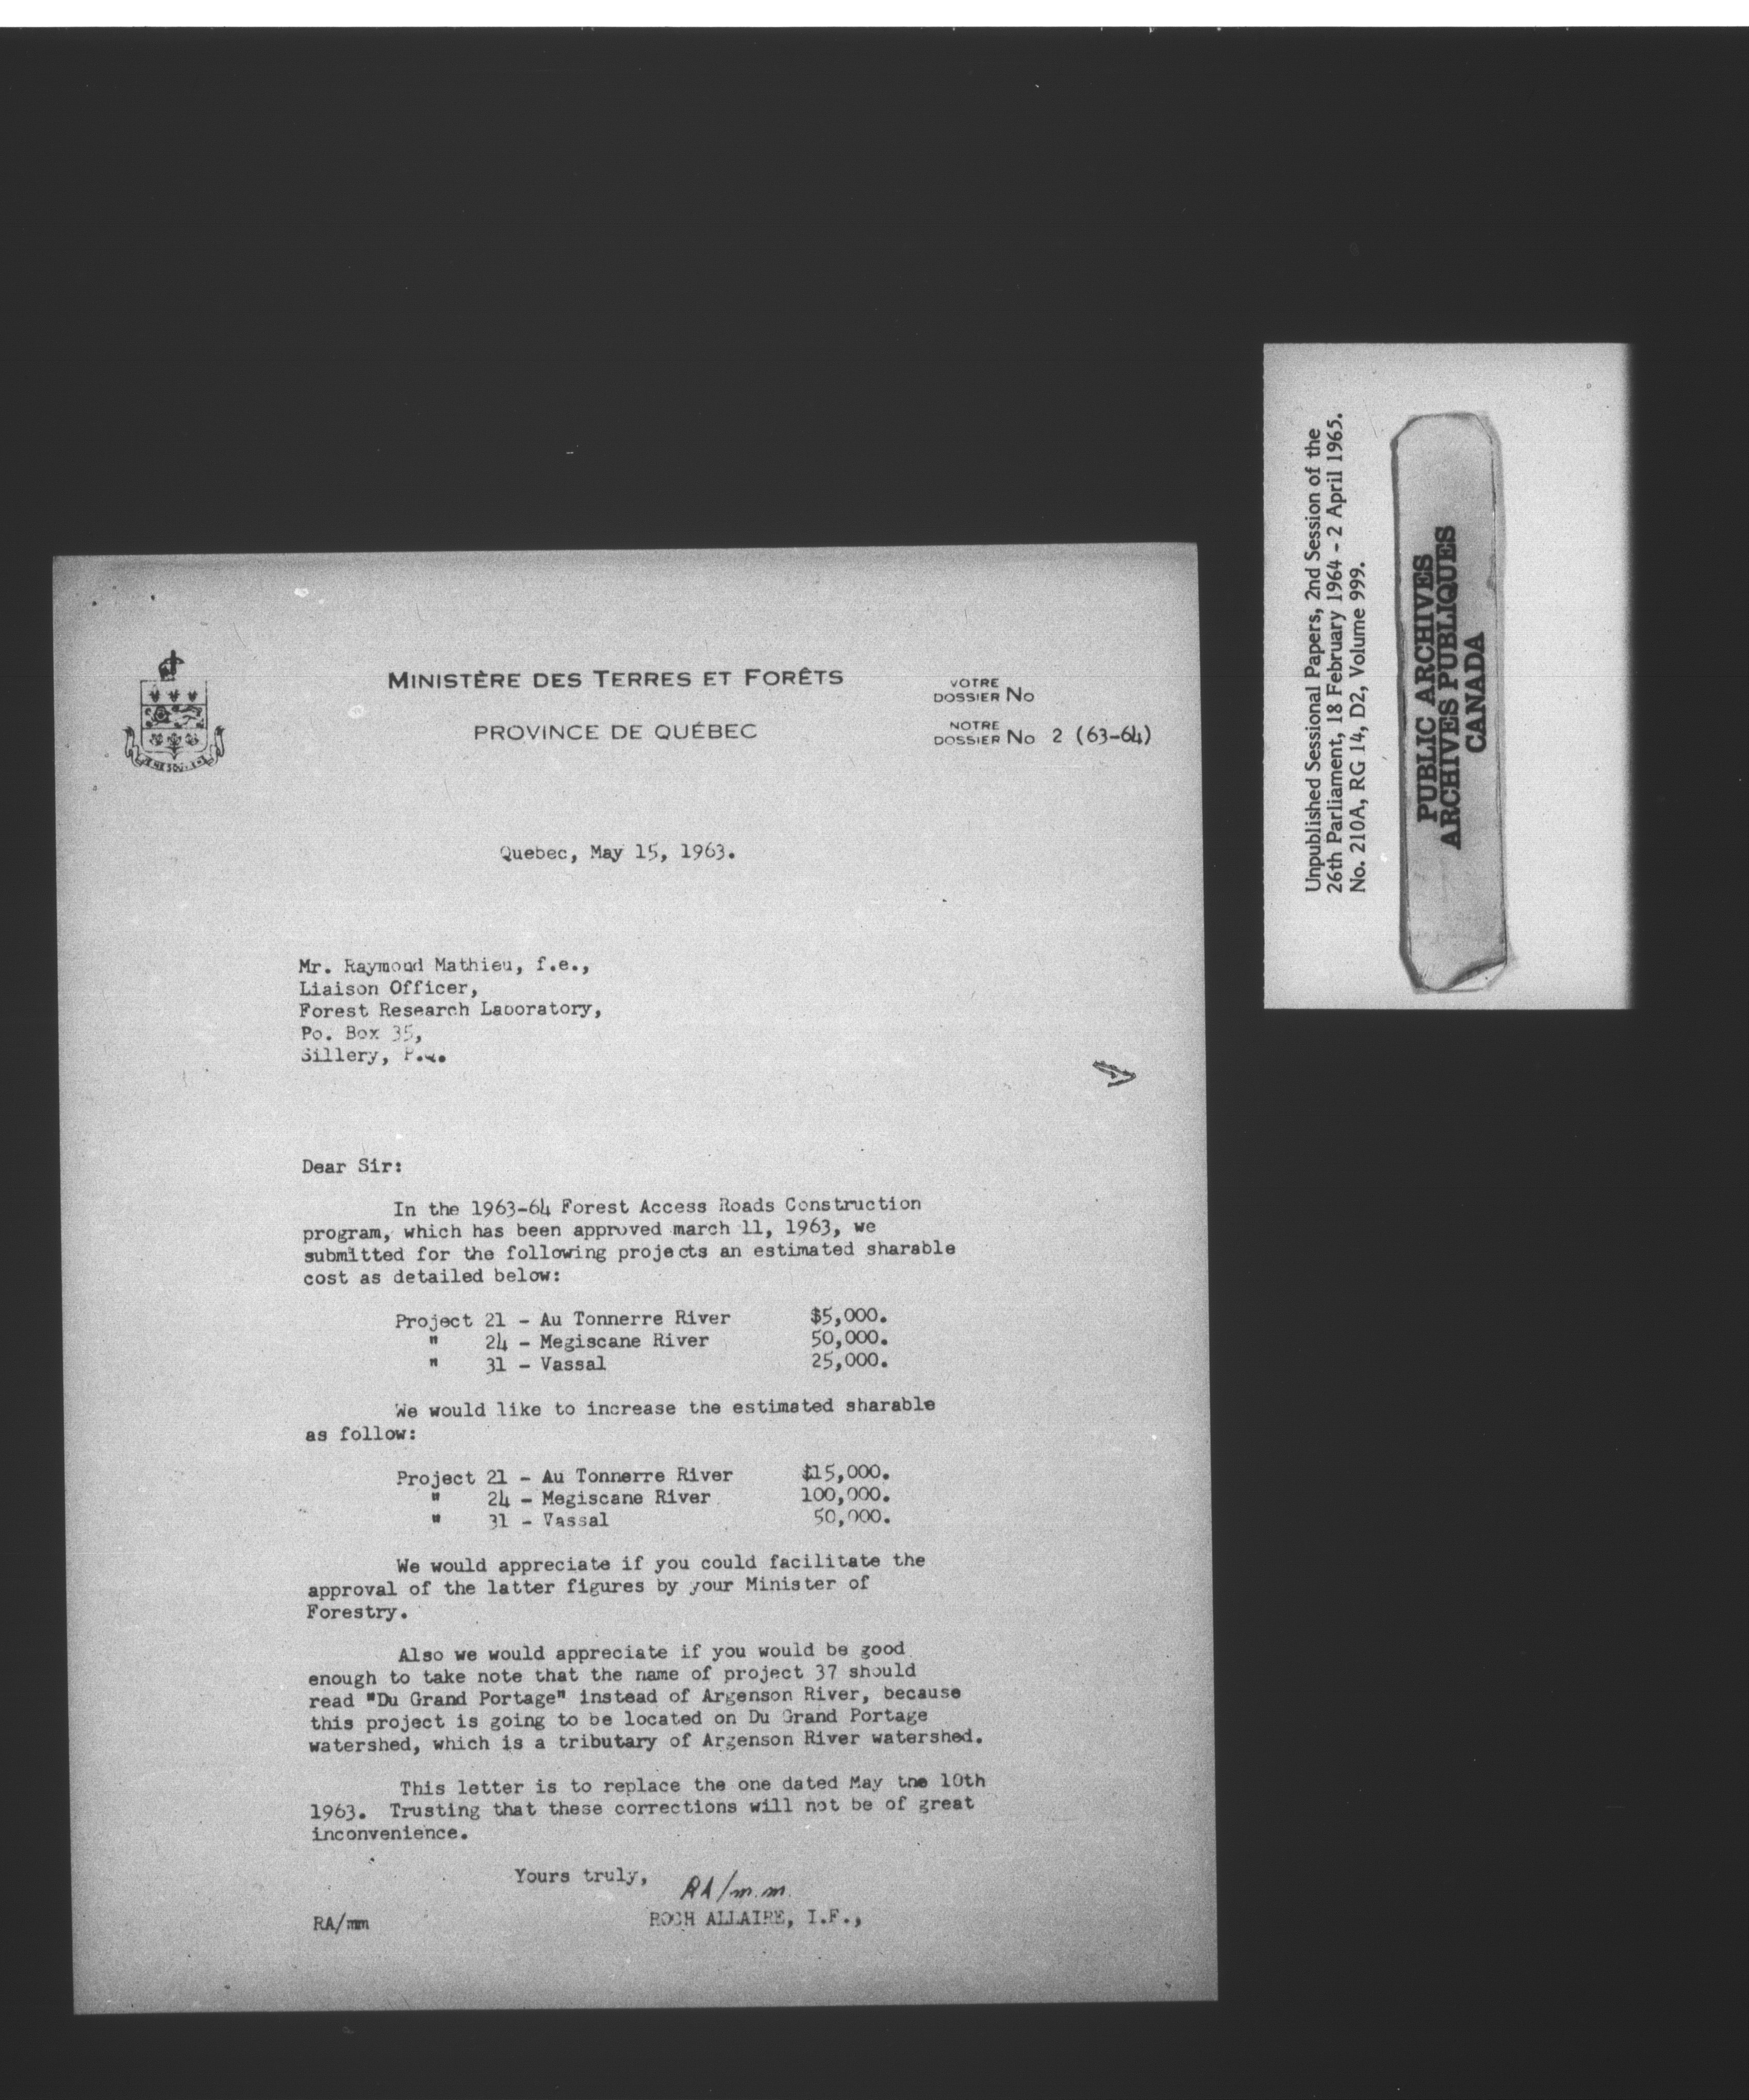 MINISTÈRE DES TERRES ET FORÊTS
PROVINCE DE QUÉBEC
VOTRE
DOSSIER No
NOTRE
DOSSIER No 2 (63-64)
Quebec, May 15, 1963.
Mr. Raymond Mathieu, f.e.,
Liaison Officer,
Forest Research Laboratory,
Po. Box 35,
Sillery, P.Q.
Dear Sir:
In the 1963-64 Forest Access Roads Construction
program, which has been approved march 11, 1963, we
submitted for the following projects an estimated sharable
cost as detailed below:
Project 21 - Au Tonnerre River $5,000.
" 24 - Megiscane River 50,000.
" 31 - Vassal 25,000.
We would like to increase the estimated sharable
as follow:
Project 21 - Au Tonnerre River $15,000.
" 24 - Megiscane River 100,000.
" 31 - Vassal 50,000.
We would appreciate if you could facilitate the
approval of the latter figures by your Minister of
Forestry.
Also we would appreciate if you would be good
enough to take note that the name of project 37 should
read "Du Grand Portage" instead of Argenson River, because
this project is going to be located on Du Grand Portage
watershed, which is a tributary of Argenson River watershed.
This letter is to replace the one dated May the 10th
1963. Trusting that these corrections will not be of great
inconvenience.
Yours truly,
RA/m.m.
RA/mm ROCH ALLAIRE, I.F.,
Unpublished Sessional Papers, 2nd Session of the
26th Parliament, 18 February 1964 - 2 April 1965.
No. 210A, RG 14, D2, Volume 999.
PUBLIC ARCHIVES
ARCHIVES PUBLIQUES
CANADA